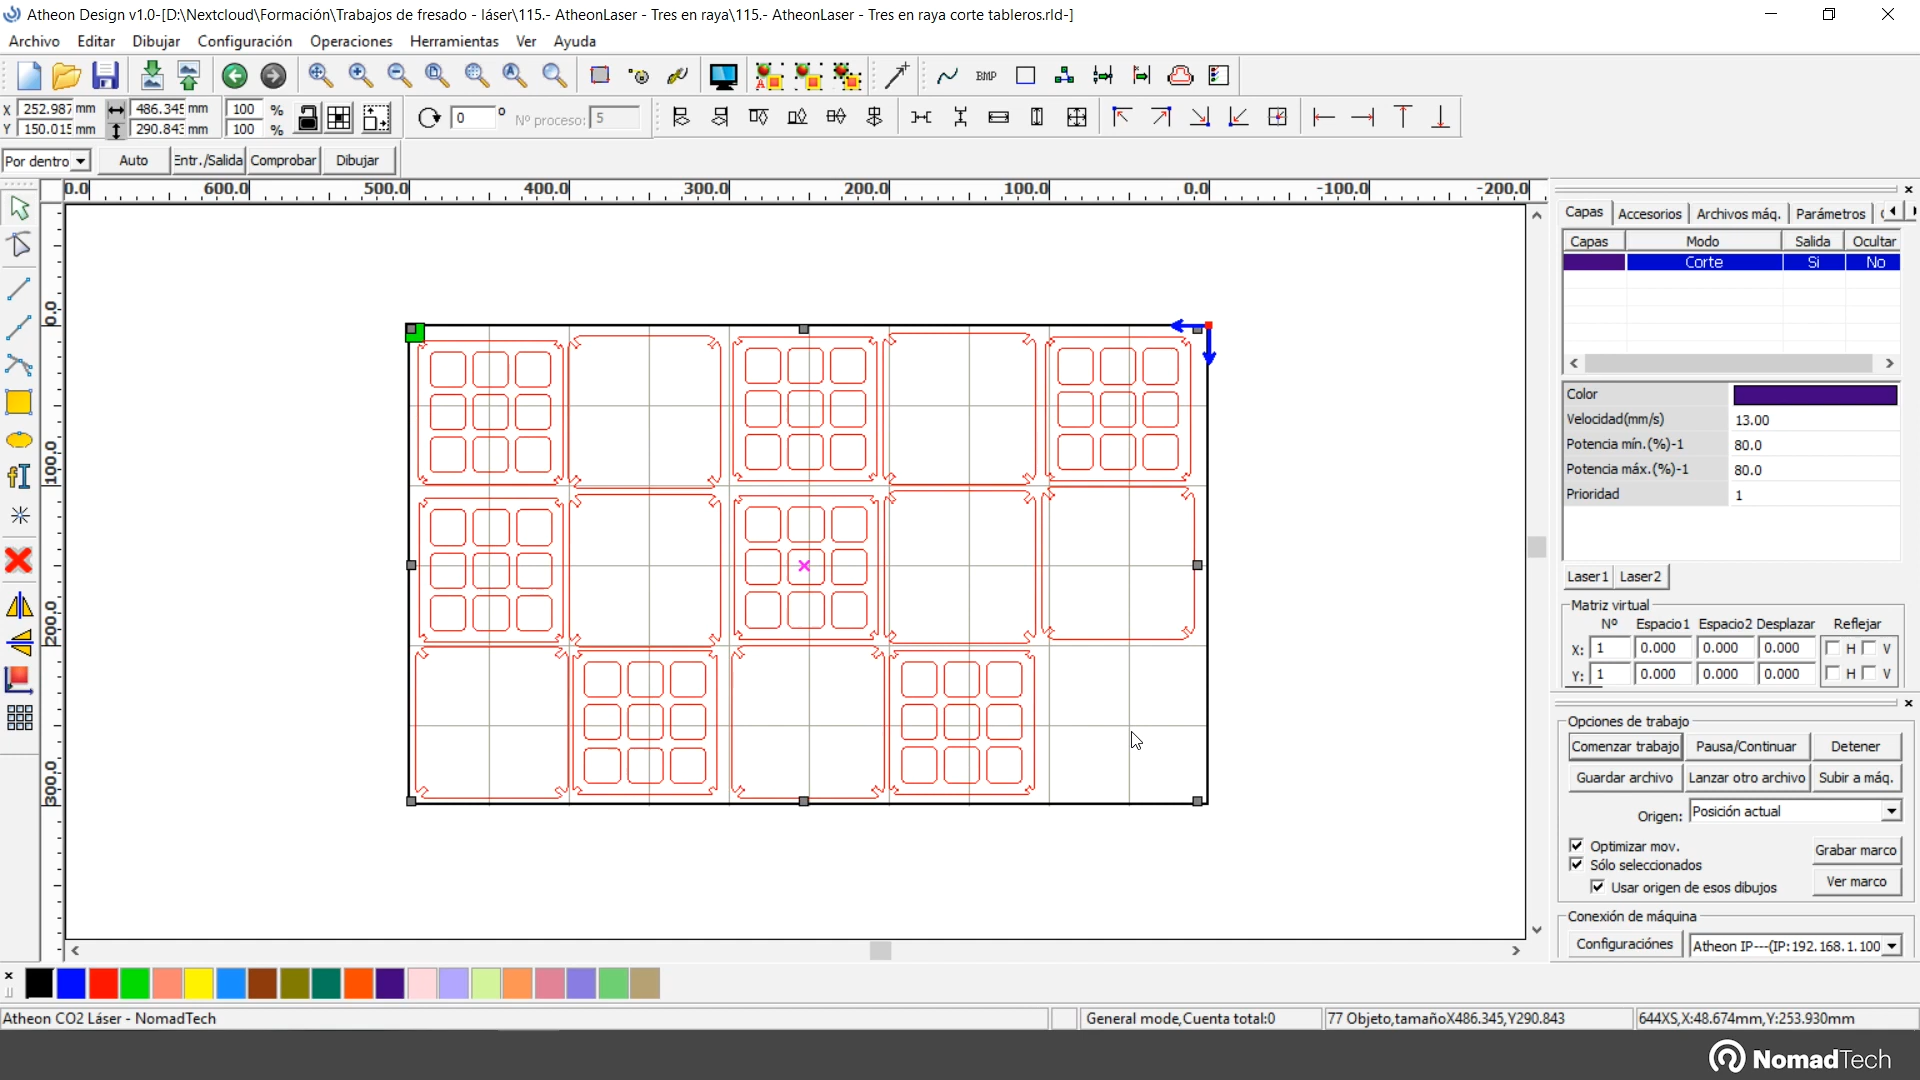 Atheon Design v1.0-[D:\Nextcloud\Formación\Trabajos de fresado - láser\115.- AtheonLaser - Tres en raya\115.- AtheonLaser - Tres en raya corte tableros.rld-]
Archivo Editar Dibujar Configuración Operaciones Herramientas Ver Ayuda
BMP
X 252.987 mm 486.345 mm 100 %
Y 150.015 mm 290.843 mm 100 %
0 ° Nº proceso: 5
Por dentro Auto Entr./Salida Comprobar Dibujar
0.0 600.0 500.0 400.0 300.0 200.0 100.0 0.0 -100.0 -200.0
0.0
100.0
200.0
300.0
Capas Accesorios Archivos máq. Parámetros
Capas Modo Salida Ocultar
Corte Si No
Color
Velocidad(mm/s) 13.00
Potencia mín.(%)-1 80.0
Potencia máx.(%)-1 80.0
Prioridad 1
Laser1 Laser2
Matriz virtual
Nº Espacio1 Espacio2 Desplazar Reflejar
X: 1 0.000 0.000 0.000 H V
Y: 1 0.000 0.000 0.000 H V
Opciones de trabajo
Comenzar trabajo Pausa/Continuar Detener
Guardar archivo Lanzar otro archivo Subir a máq.
Origen: Posición actual
Optimizar mov. Grabar marco
Sólo seleccionados
Usar origen de esos dibujos Ver marco
Conexión de máquina
Configuraciónes Atheon IP---(IP:192.168.1.100
Atheon CO2 Láser - NomadTech General mode,Cuenta total:0 77 Objeto,tamañoX486.345,Y290.843 644XS,X:48.674mm,Y:253.930mm
NomadTech